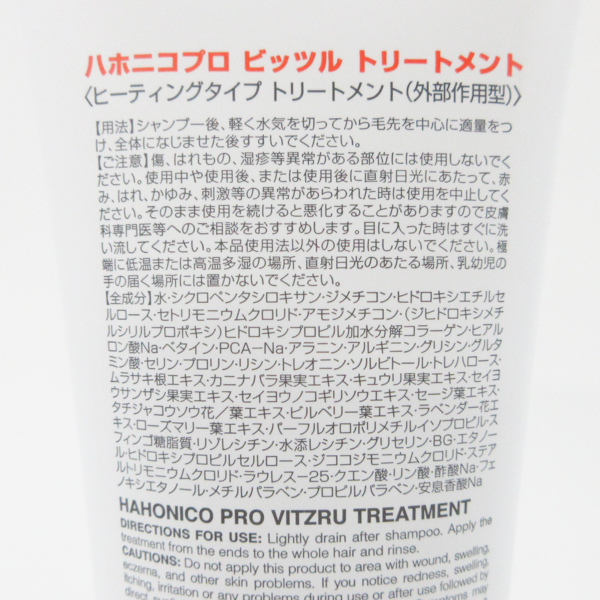 ハホニコプロ ビッツル トリートメント
〈ヒーティングタイプ トリートメント(外部作用型)〉
【用法】シャンプー後、軽く水気を切ってから毛先を中心に適量をつ
け、全体になじませた後すすいでください。
【ご注意】傷、はれもの、湿疹等異常がある部位には使用しないでく
ださい。使用中や使用後、または使用後に直射日光にあたって、赤
み、はれ、かゆみ、刺激等の異常があらわれた時は使用を中止してく
ださい。そのまま使用を続けると悪化することがありますので皮膚
科専門医等へのご相談をおすすめします。目に入った時はすぐに洗
い流してください。本品使用法以外の使用はしないでください。極
端に低温または高温多湿の場所、直射日光のあたる場所、乳幼児の
手の届く場所には置かないでください。
【全成分】水・シクロペンタシロキサン・ジメチコン・ヒドロキシエチルセ
ルロース・セトリモニウムクロリド・アモジメチコン・(ジヒドロキシメチ
ルシリルプロポキシ)ヒドロキシプロピル加水分解コラーゲン・ヒアル
ロン酸Na・ベタイン・PCA-Na・アラニン・アルギニン・グリシン・グルタ
ミン酸・セリン・プロリン・リシン・トレオニン・ソルビトール・トレハロース・
ムラサキ根エキス・カニナバラ果実エキス・キュウリ果実エキス・セイヨ
ウサンザシ果実エキス・セイヨウノコギリソウエキス・セージ葉エキス・
タチジャコウソウ花/葉エキス・ビルベリー葉エキス・ラベンダー花エ
キス・ローズマリー葉エキス・パーフルオロポリメチルイソプロピル・ス
フィンゴ糖脂質・リゾレシチン・水添レシチン・グリセリン・BG・エタノー
ル・ヒドロキシプロピルセルロース・ジココジモニウムクロリド・ステア
ルトリモニウムクロリド・ラウレス-25・クエン酸・リン酸・酢酸Na・フェ
ノキシエタノール・メチルパラベン・プロピルパラベン・安息香酸Na
HAHONICO PRO VITZRU TREATMENT
DIRECTIONS FOR USE: Lightly drain after shampoo. Apply the
treatment from the ends to the whole hair and rinse.
CAUTIONS: Do not apply this product to area with wound, swelling,
eczema, and other skin problems. If you notice redness, swelling,
itching, irritation or any problems during use or after use followed by